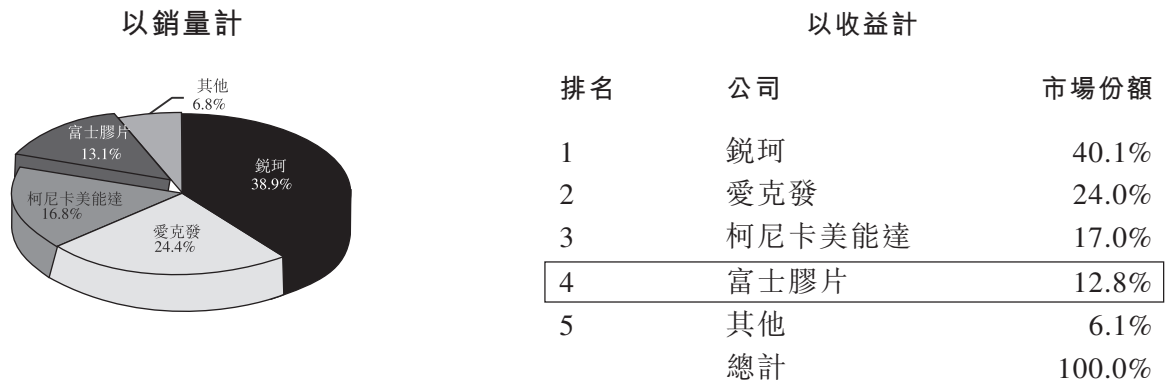 以銷量計
其他
6.8%
富士膠片
13.1%
銳珂
38.9%
柯尼卡美能達
16.8%
愛克發
24.4%
以收益計
排名 公司 市場份額
1 銳珂 40.1%
2 愛克發 24.0%
3 柯尼卡美能達 17.0%
4 富士膠片 12.8%
5 其他 6.1%
總計 100.0%